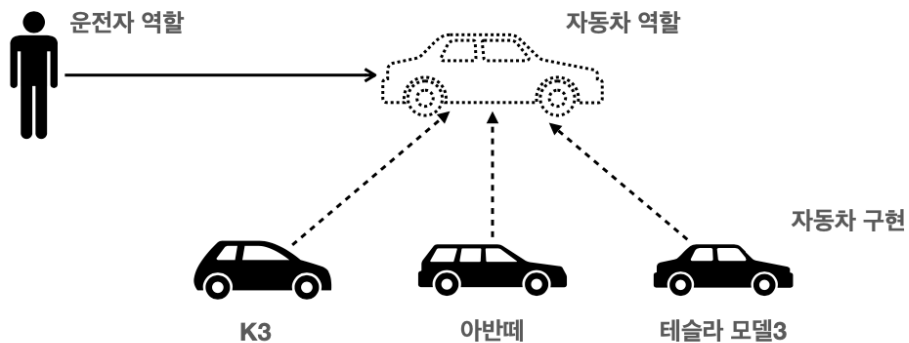 운전자 역할
자동차 역할
자동차 구현
K3
아반떼
테슬라 모델3